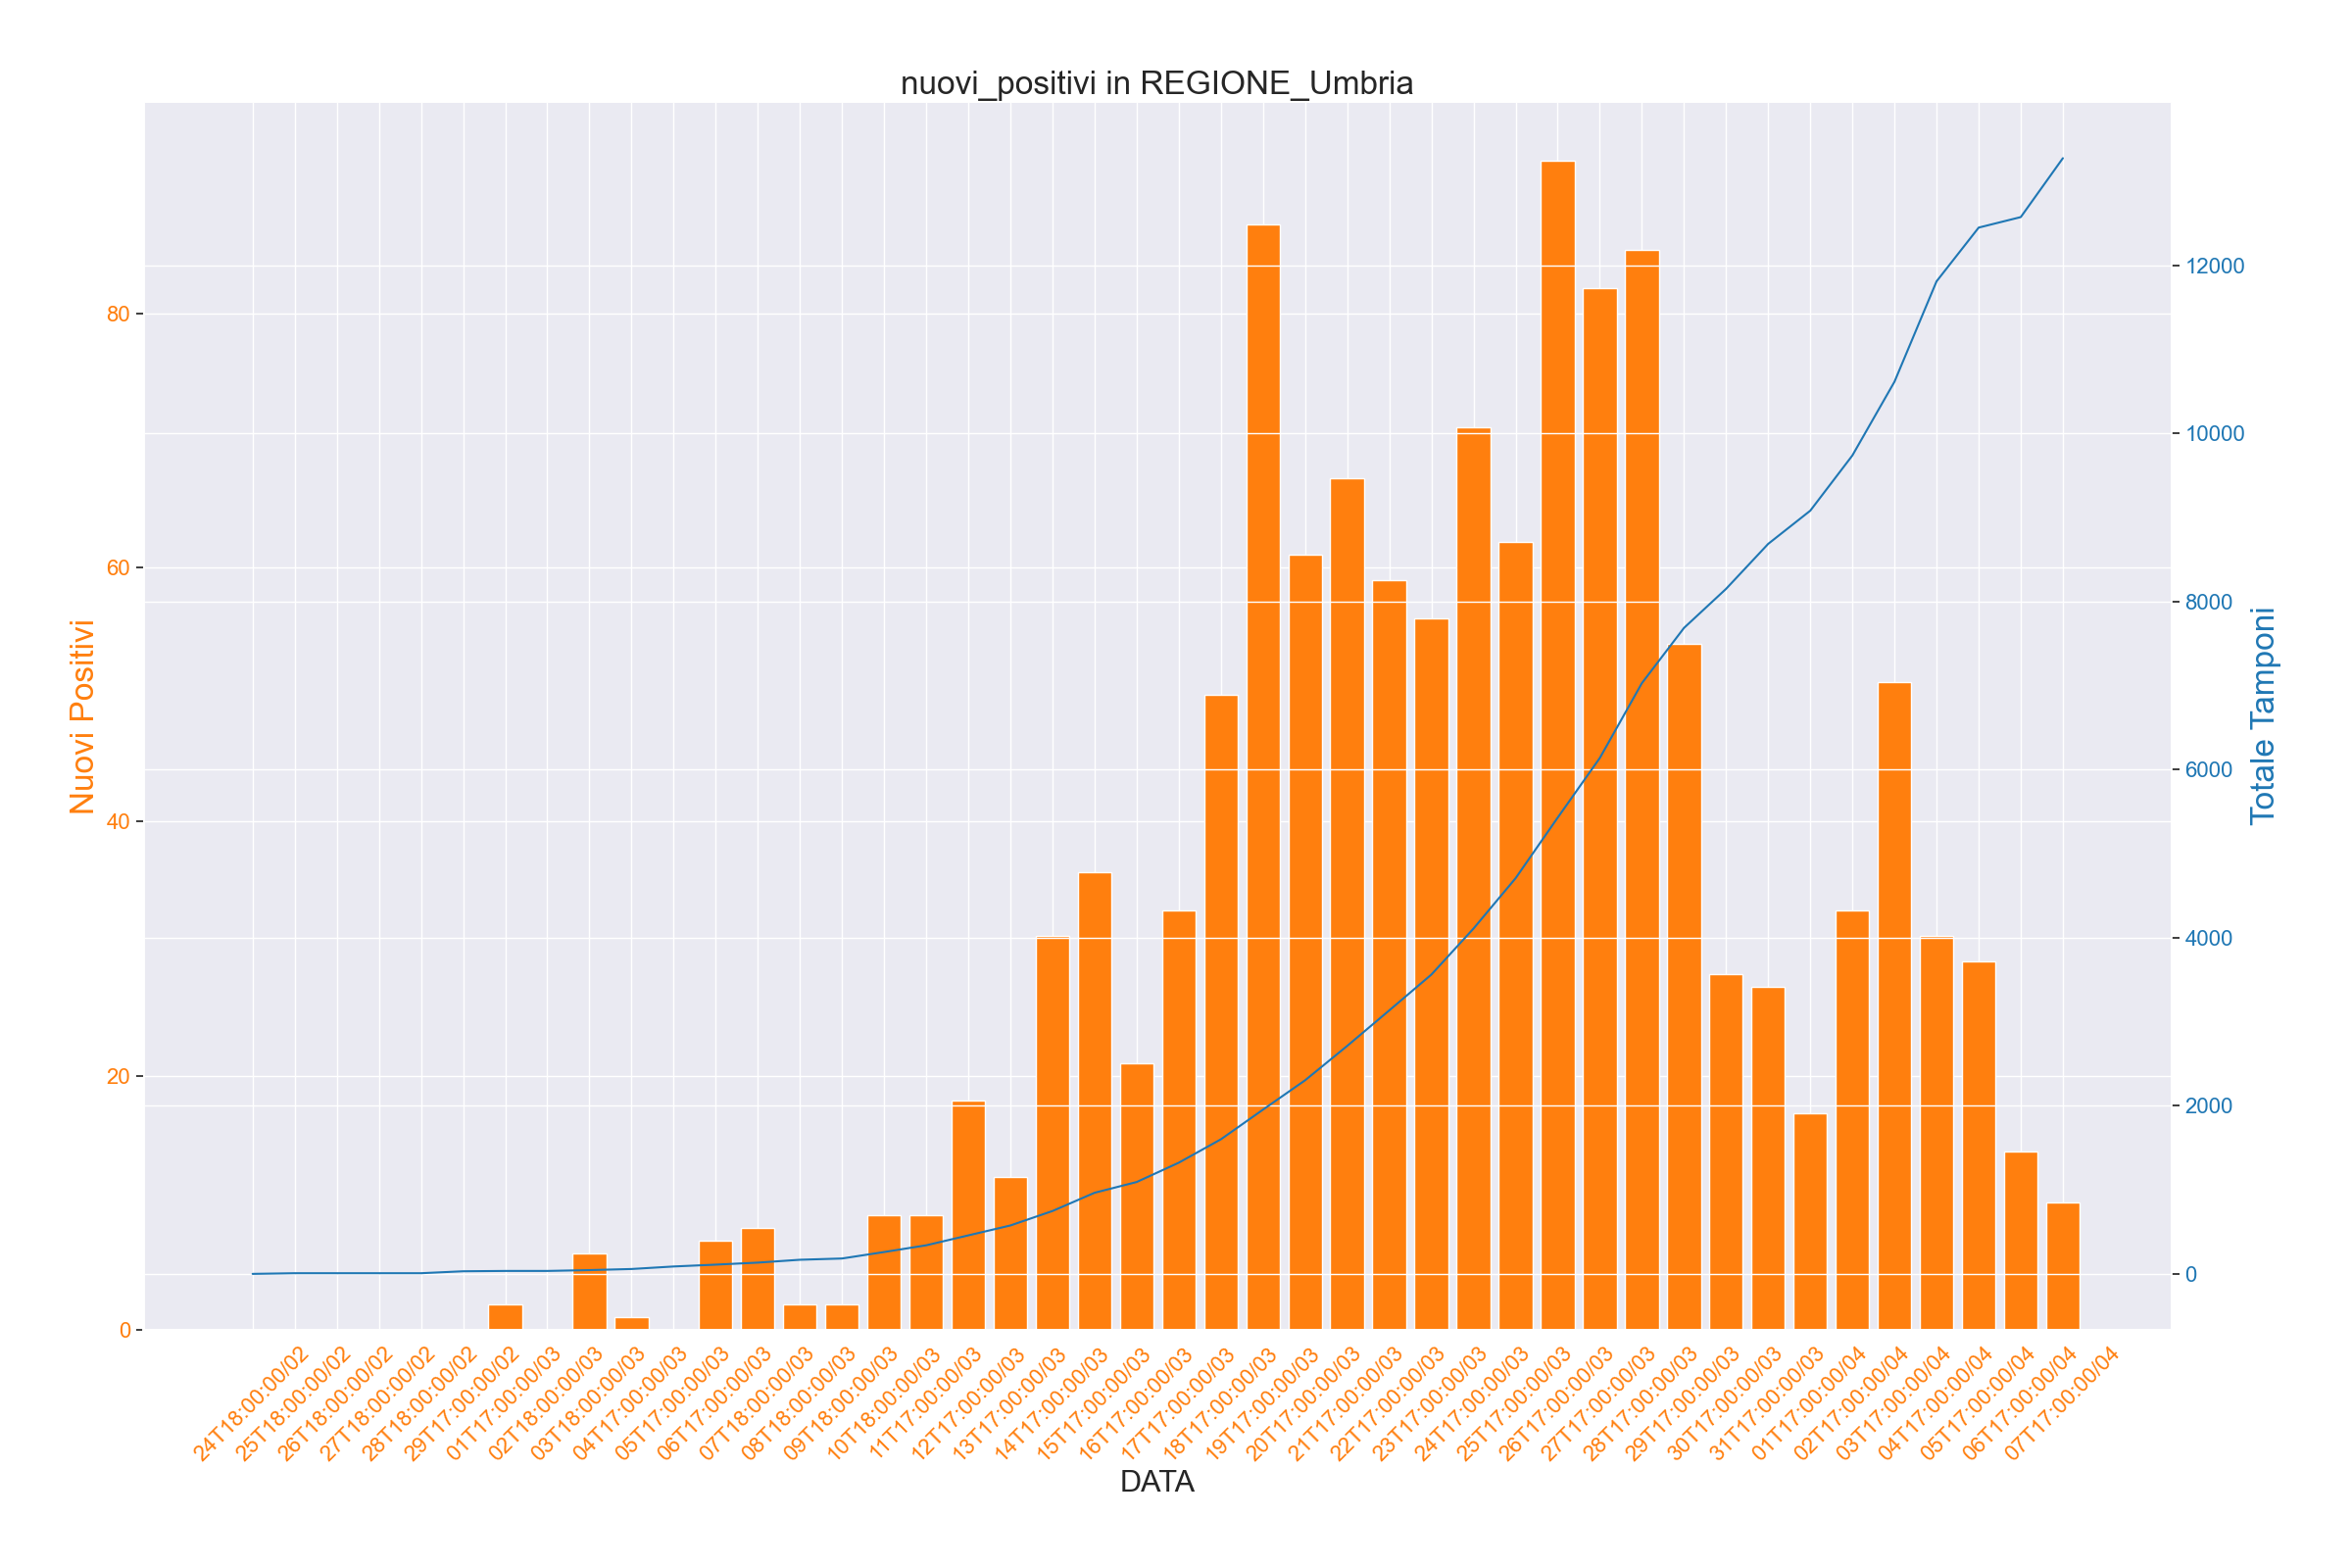 nuovi_positivi in REGIONE_Umbria
Nuovi Positivi
80
60
40
20
0
12000
10000
8000
6000
4000
2000
0
Totale Tamponi
24T18:00:00/02
25T18:00:00/02
26T18:00:00/02
27T18:00:00/02
28T18:00:00/02
29T17:00:00/02
01T17:00:00/03
02T18:00:00/03
03T18:00:00/03
04T17:00:00/03
05T17:00:00/03
06T17:00:00/03
07T18:00:00/03
08T18:00:00/03
09T18:00:00/03
10T18:00:00/03
11T17:00:00/03
12T17:00:00/03
13T17:00:00/03
14T17:00:00/03
15T17:00:00/03
16T17:00:00/03
17T17:00:00/03
18T17:00:00/03
19T17:00:00/03
20T17:00:00/03
21T17:00:00/03
22T17:00:00/03
23T17:00:00/03
24T17:00:00/03
25T17:00:00/03
26T17:00:00/03
27T17:00:00/03
28T17:00:00/03
29T17:00:00/03
30T17:00:00/03
31T17:00:00/03
01T17:00:00/04
02T17:00:00/04
03T17:00:00/04
04T17:00:00/04
05T17:00:00/04
06T17:00:00/04
07T17:00:00/04
DATA